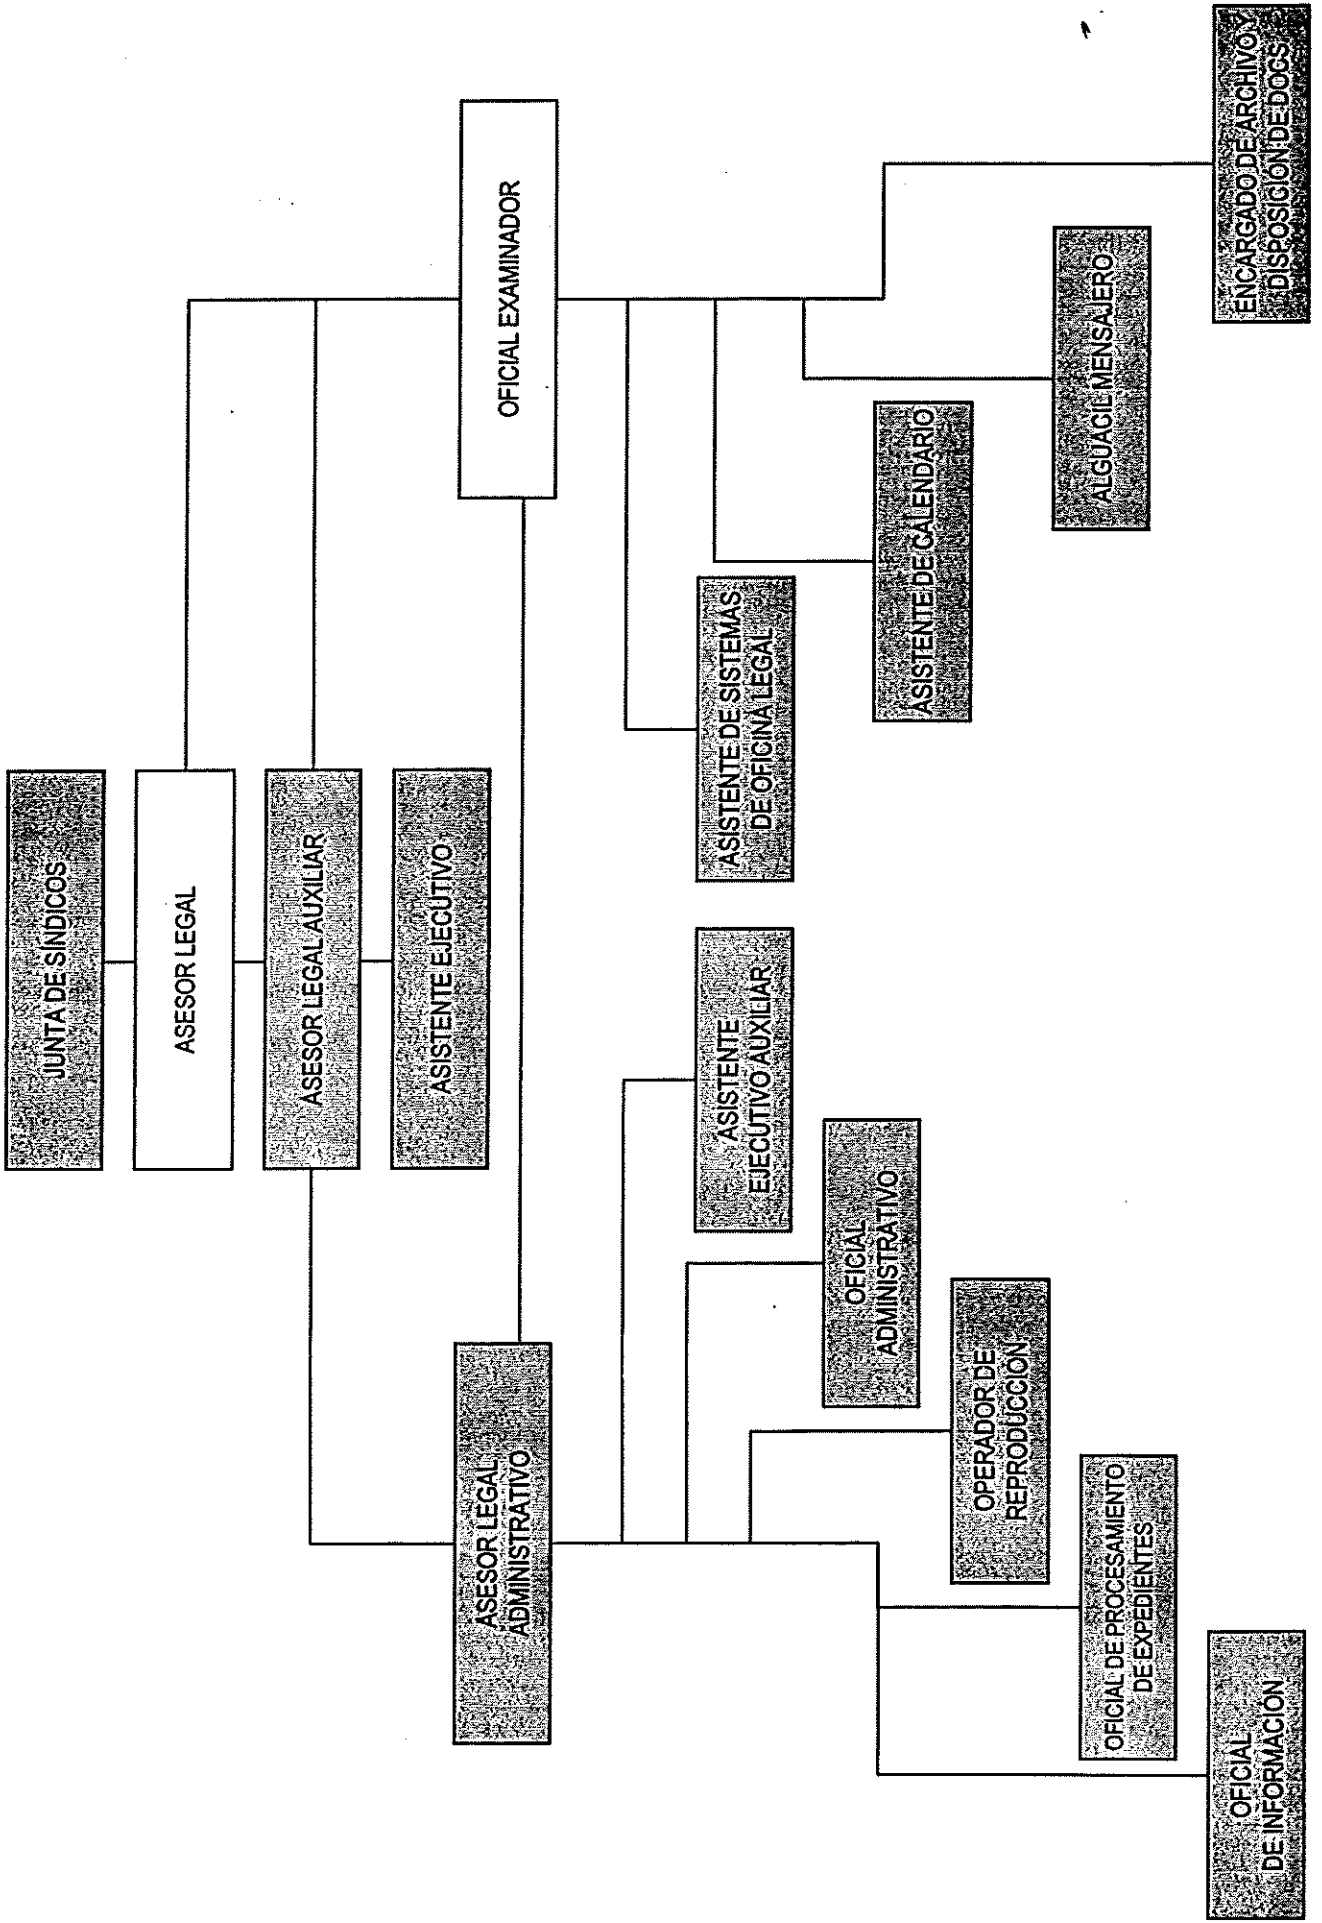 JUNTA DE SÍNDICOS
ASESOR LEGAL
ASESOR LEGAL AUXILIAR
ASISTENTE EJECUTIVO
ASESOR LEGAL
ADMINISTRATIVO
OFICIAL EXAMINADOR
ASISTENTE
EJECUTIVO AUXILIAR
OFICIAL
ADMINISTRATIVO
OPERADOR DE
REPRODUCCION
OFICIAL DE PROCESAMIENTO
DE EXPEDIENTES
OFICIAL
DE INFORMACION
ASISTENTE DE SISTEMAS
DE OFICINA LEGAL
ASISTENTE DE CALENDARIO
ALGUACIL MENSAJERO
ENCARGADO DE ARCHIVO Y
DISPOSICIÓN DE DOCS